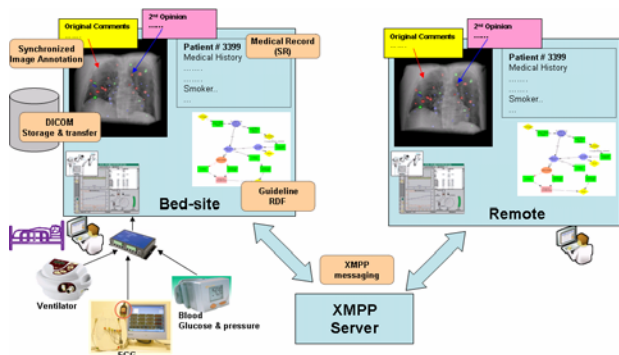 Original Comments
......
2nd Opinion
......
Synchronized
Image Annotation
Medical Record
(SR)
Patient # 3399
Medical History
.......
.......
Smoker..
...
DICOM
Storage & transfer
Guideline
RDF
Bed-site
Ventilator
ECG
Blood
Glucose & pressure
XMPP
messaging
XMPP
Server
Original Comments
......
2nd Opinion
......
Patient # 3399
Medical History
.......
.......
Smoker..
...
Remote